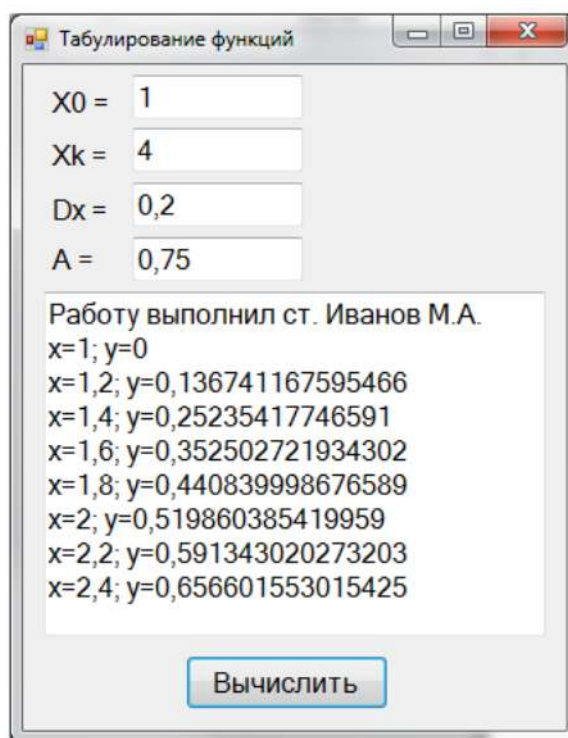 Табулирование функций
X0 = 1
Xk = 4
Dx = 0,2
A = 0,75
Работу выполнил ст. Иванов М.А.
x=1; y=0
x=1,2; y=0,136741167595466
x=1,4; y=0,25235417746591
x=1,6; y=0,352502721934302
x=1,8; y=0,440839998676589
x=2; y=0,519860385419959
x=2,2; y=0,591343020273203
x=2,4; y=0,656601553015425
Вычислить